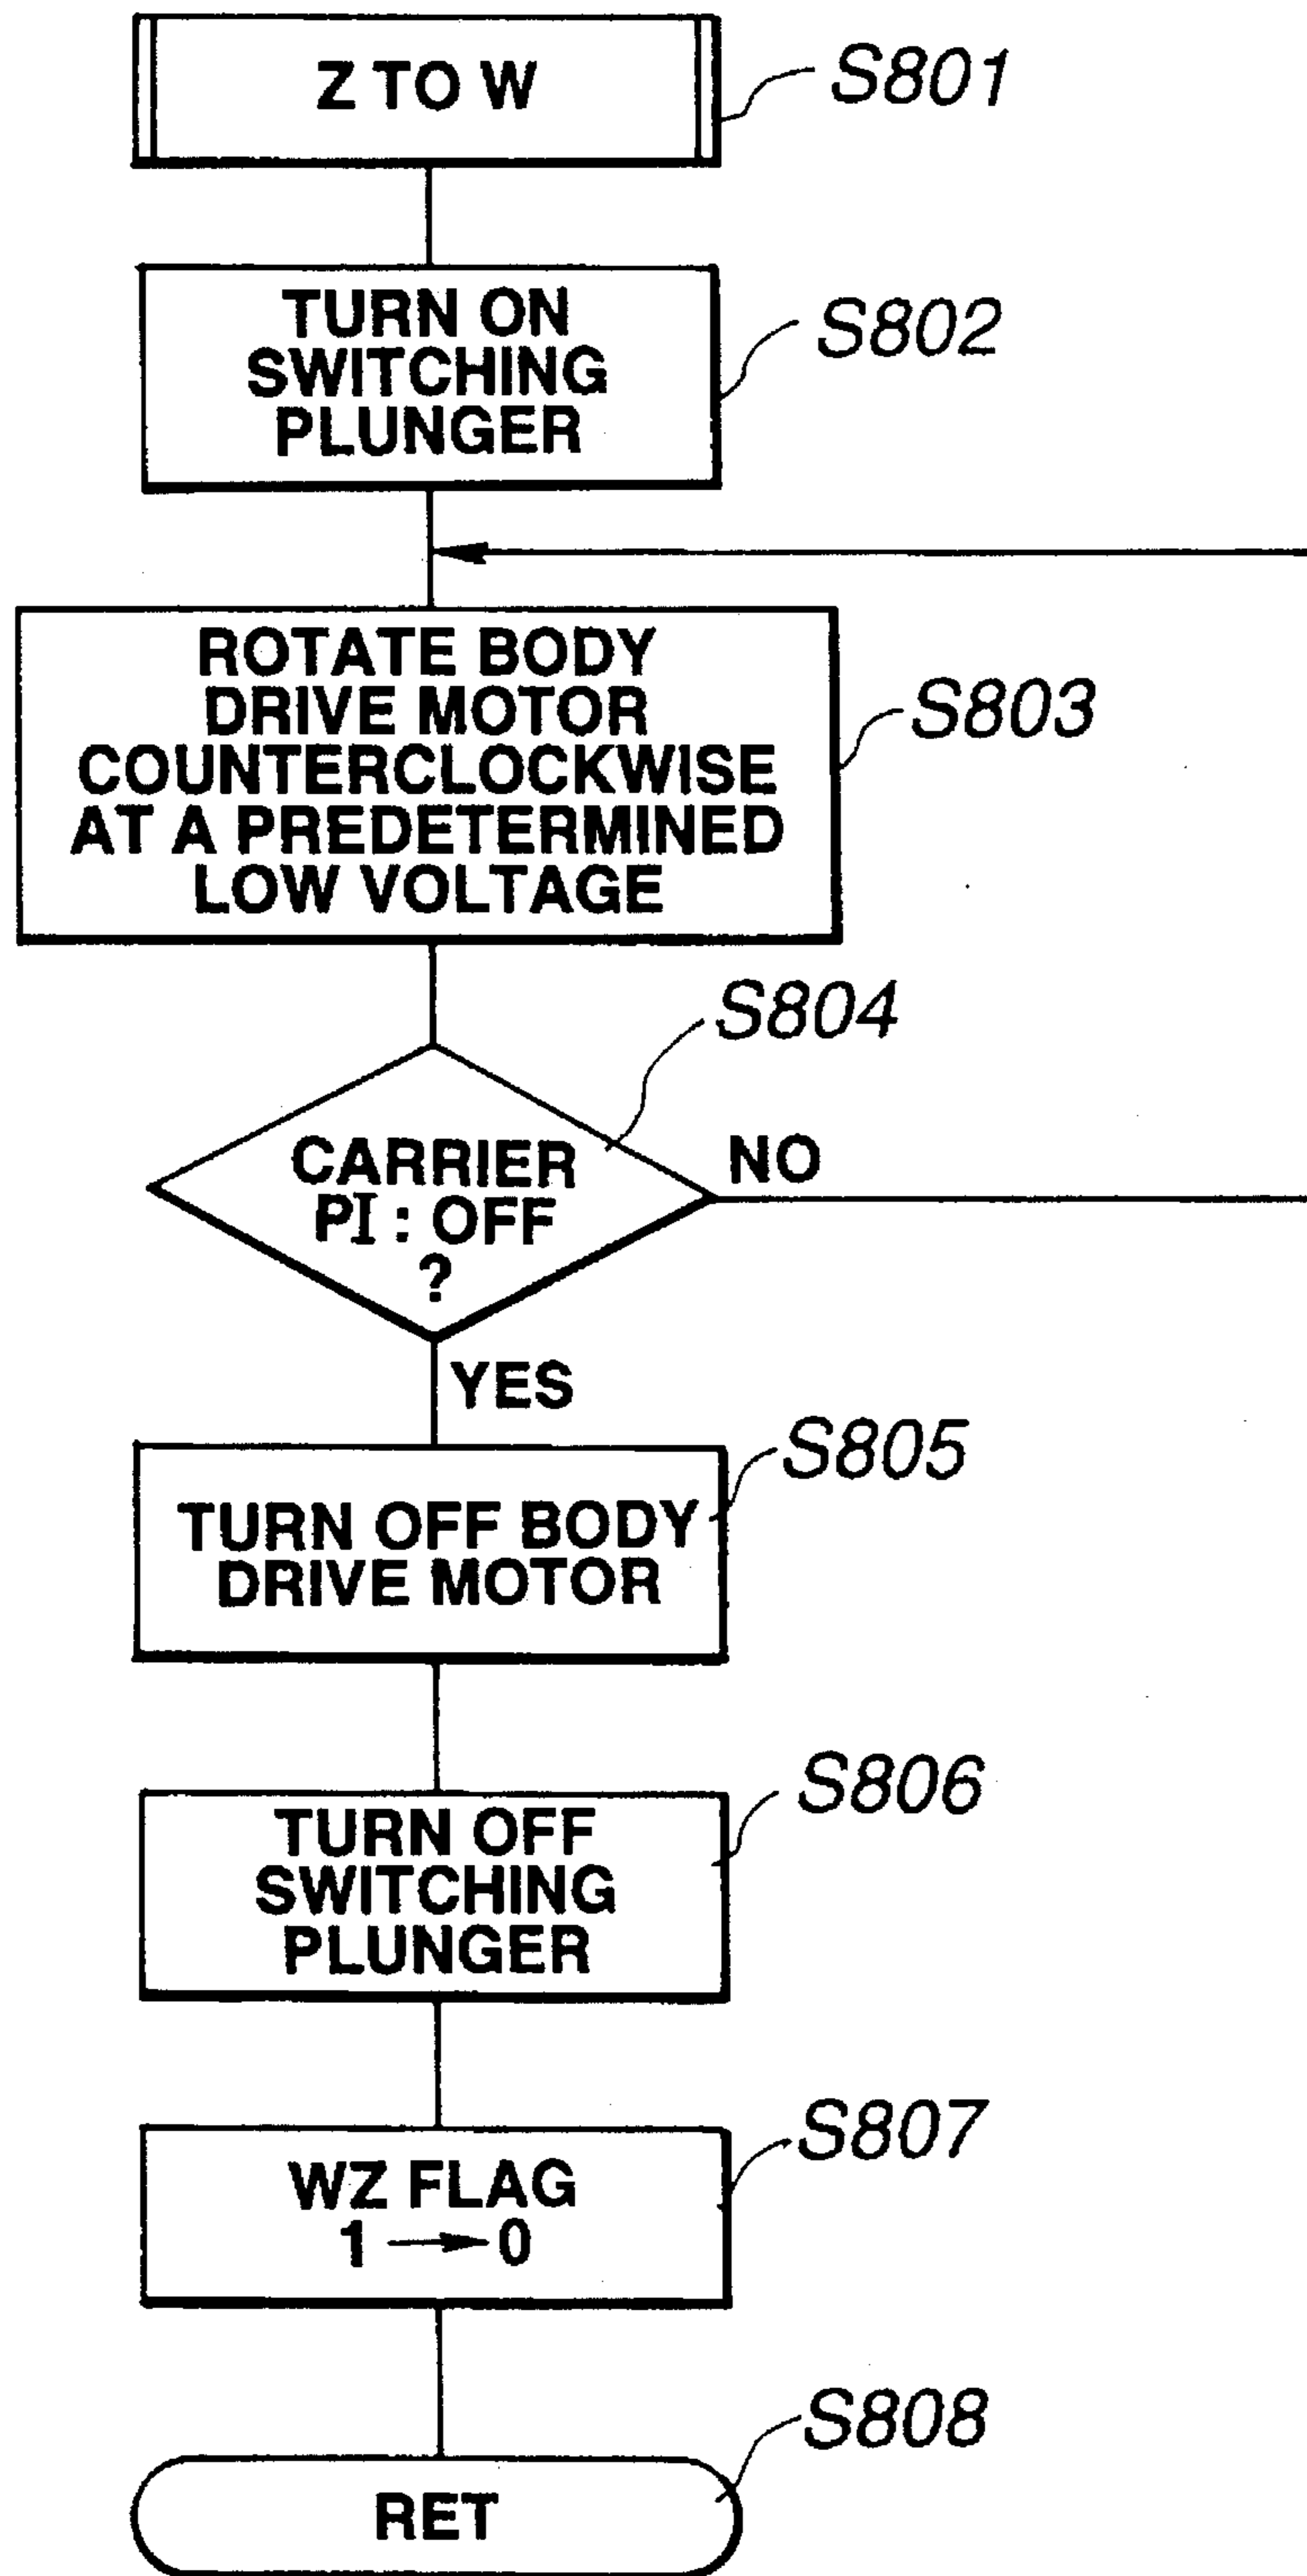 Z TO W
S801
TURN ON
SWITCHING
PLUNGER
S802
ROTATE BODY
DRIVE MOTOR
COUNTERCLOCKWISE
AT A PREDETERMINED
LOW VOLTAGE
S803
S804
CARRIER
PI : OFF
?
NO
YES
S805
TURN OFF BODY
DRIVE MOTOR
S806
TURN OFF
SWITCHING
PLUNGER
S807
WZ FLAG
1 → 0
S808
RET